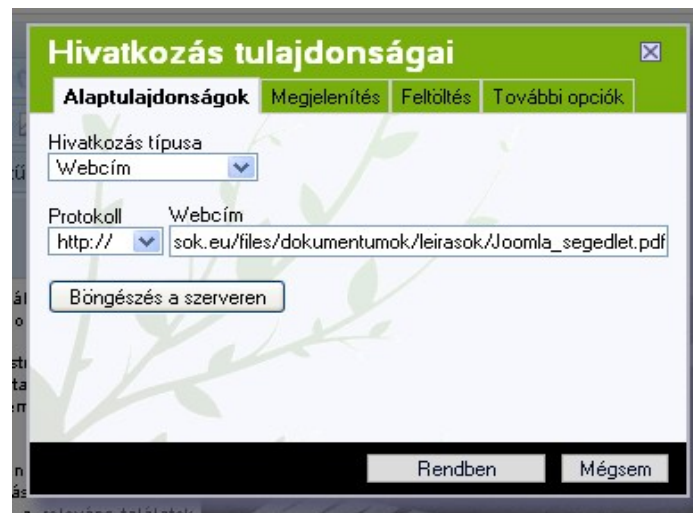 Hivatkozás tulajdonságai
Alaptulajdonságok Megjelenítés Feltöltés További opciók
Hivatkozás típusa
Webcím
Protokoll Webcím
http:// sok.eu/files/dokumentumok/leirasok/Joomla_segedlet.pdf
Böngészés a szerveren
Rendben Mégsem